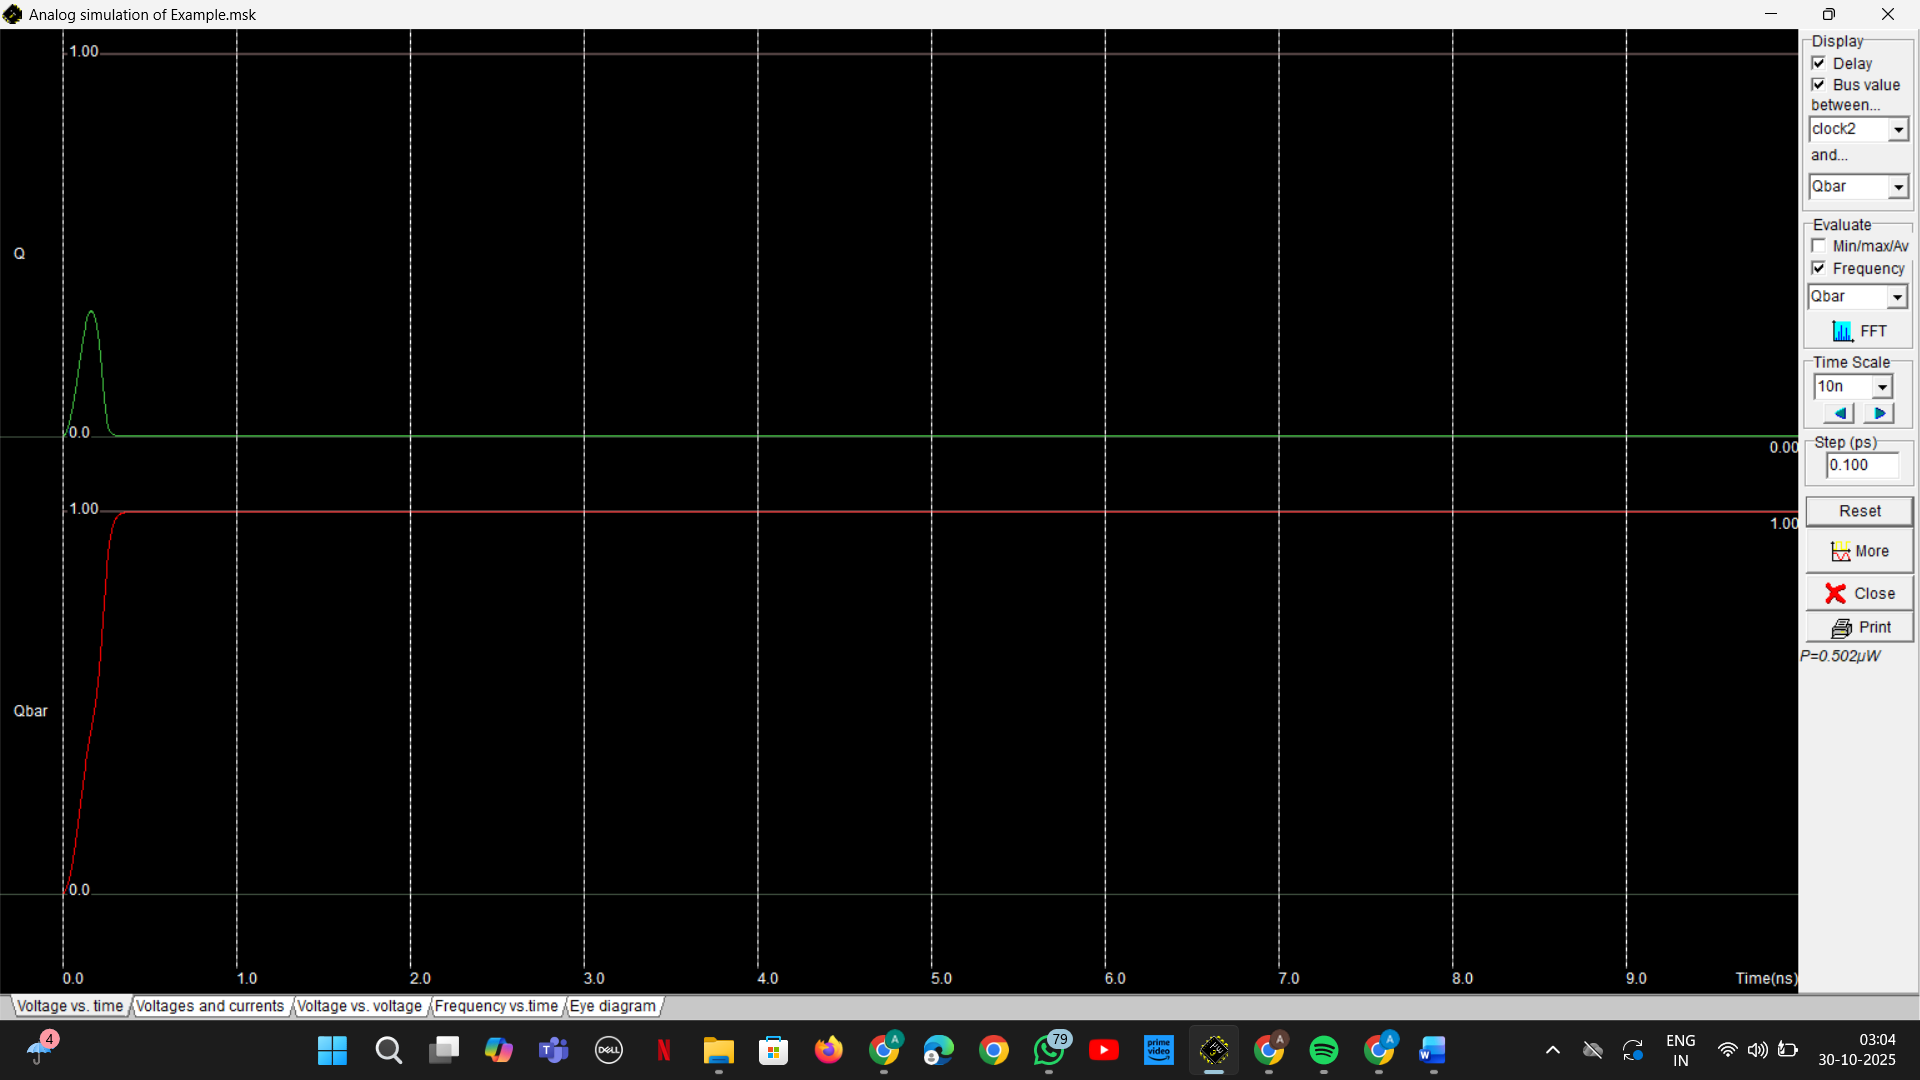 Analog simulation of Example.msk
1.00
Q
0.0
0.00
1.00
1.00
Qbar
0.0
0.0 1.0 2.0 3.0 4.0 5.0 6.0 7.0 8.0 9.0 Time(ns)
Display
Delay
Bus value
between...
clock2
and...
Qbar
Evaluate
Min/max/Av
Frequency
Qbar
FFT
Time Scale
10n
Step (ps)
0.100
Reset
More
Close
Print
P=0.502µW
Voltage vs. time Voltages and currents Voltage vs. voltage Frequency vs.time Eye diagram
4
T
DELL
N
A
79
prime
video
A
A
W
ENG
IN
03:04
30-10-2025